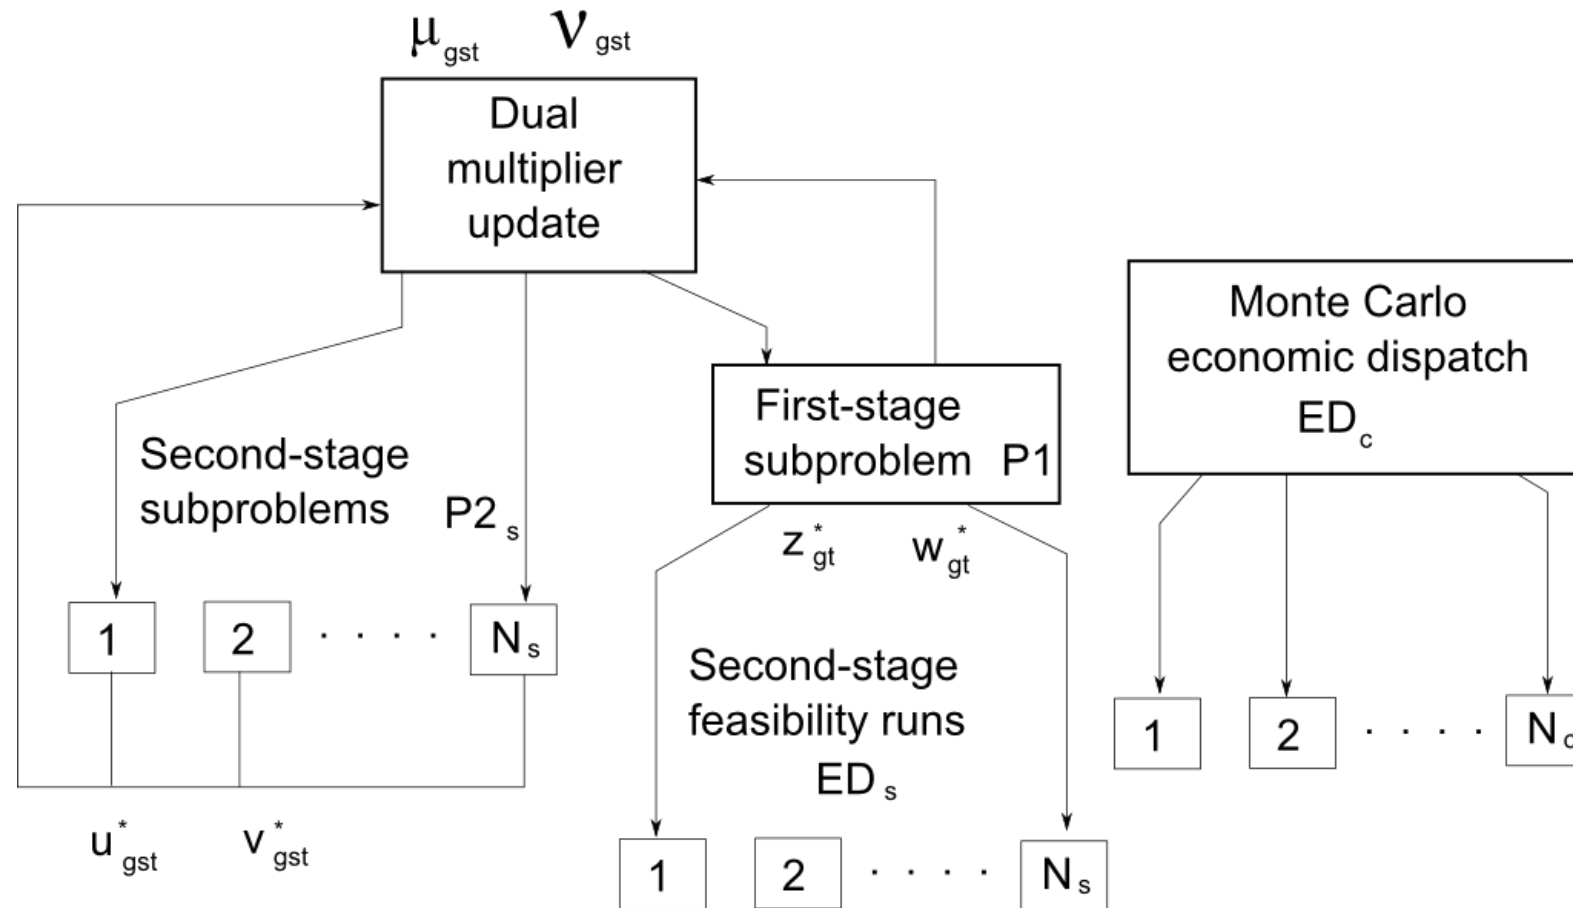 μgst νgst
Dual
multiplier
update
Monte Carlo
economic dispatch
EDc
First-stage
subproblem P1
Second-stage
subproblems P2s
z*gt w*gt
1 2 . . . . Ns
Second-stage
feasibility runs
EDs
1 2 . . . . Nc
u*gst v*gst
1 2 . . . . Ns